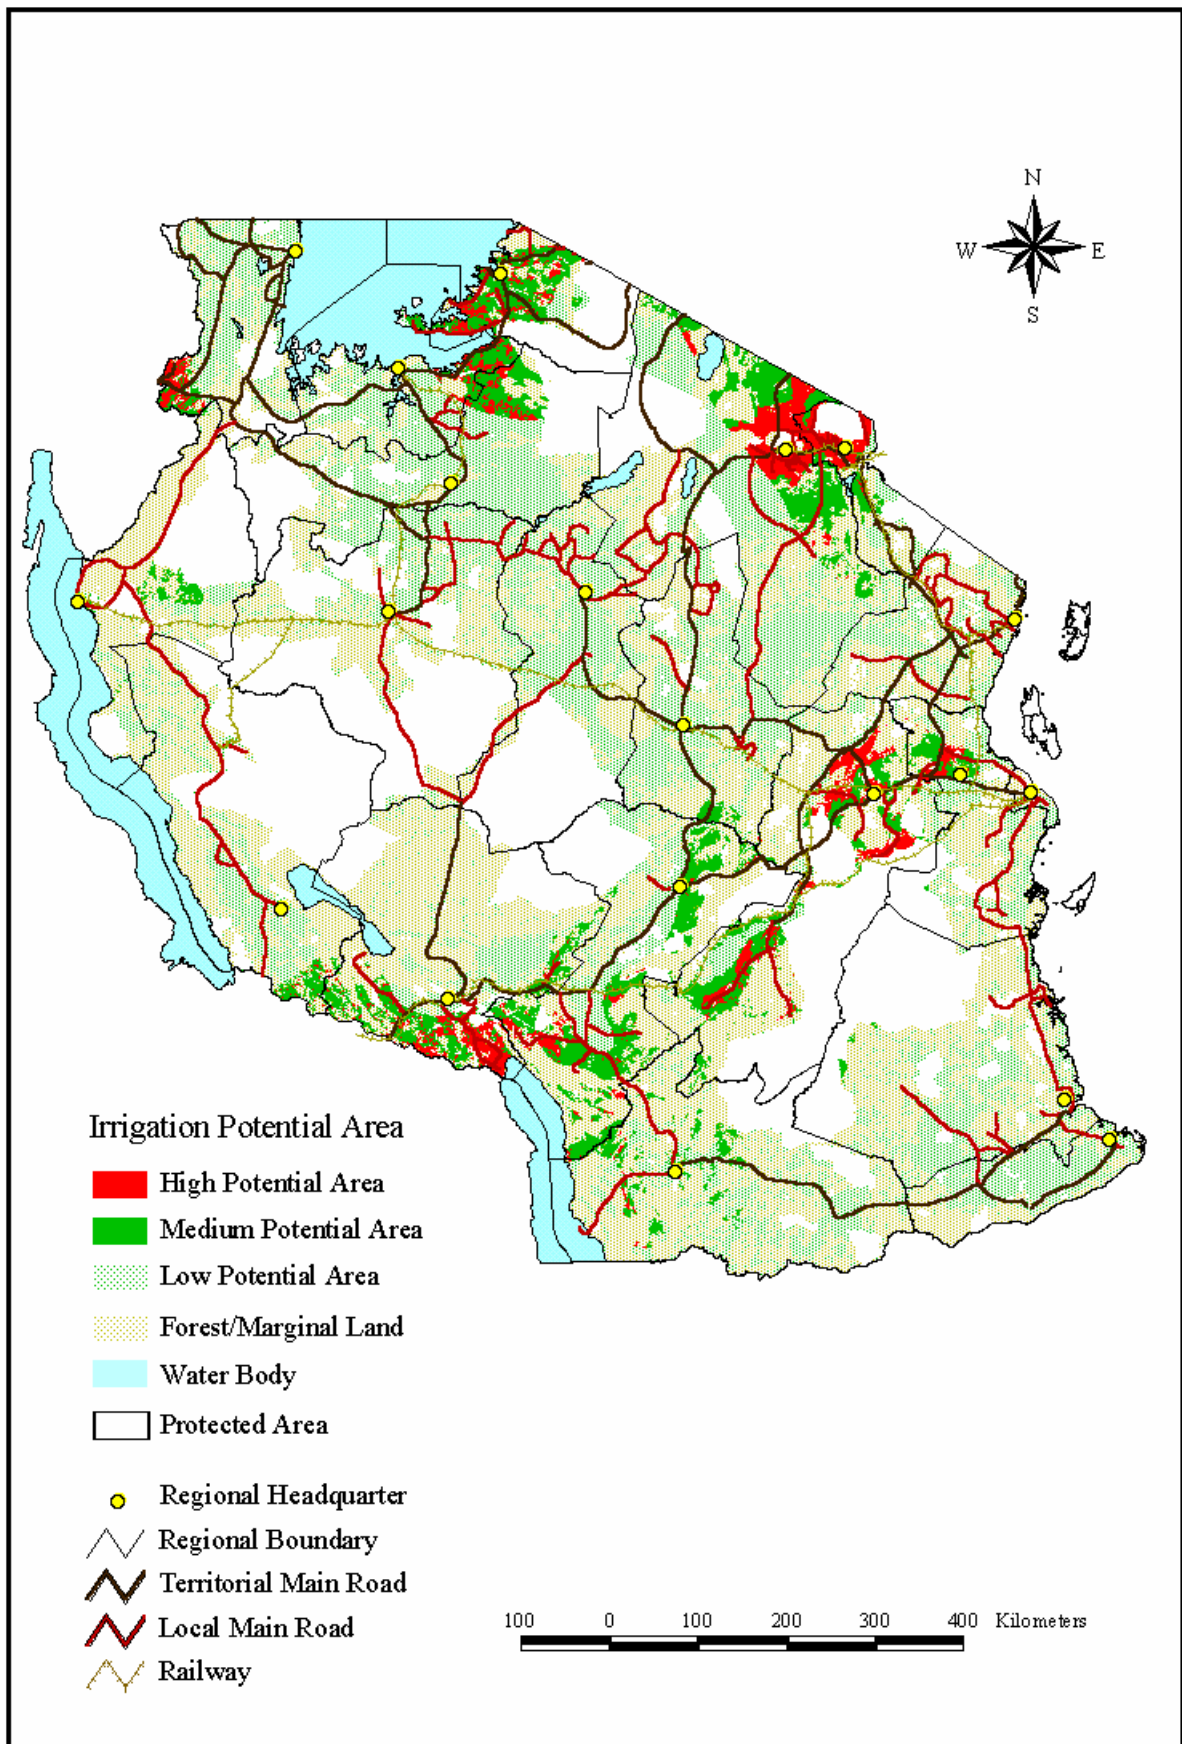 N
W E
S
Irrigation Potential Area
High Potential Area
Medium Potential Area
Low Potential Area
Forest/Marginal Land
Water Body
Protected Area
Regional Headquarter
Regional Boundary
Territorial Main Road
Local Main Road
Railway
100 0 100 200 300 400 Kilometers